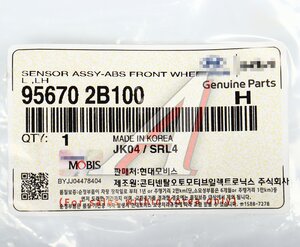 SENSOR ASSY-ABS FRONT WHEEL
L ,LH
Genuine Parts
95670 2B100
H
QTY: 1
MADE IN KOREA
JK04 / SRL4
MOBIS
판매처: 현대모비스
BYJJ04478404
제조원: 콘티넨탈오토모티브일렉트로닉스 주식회사